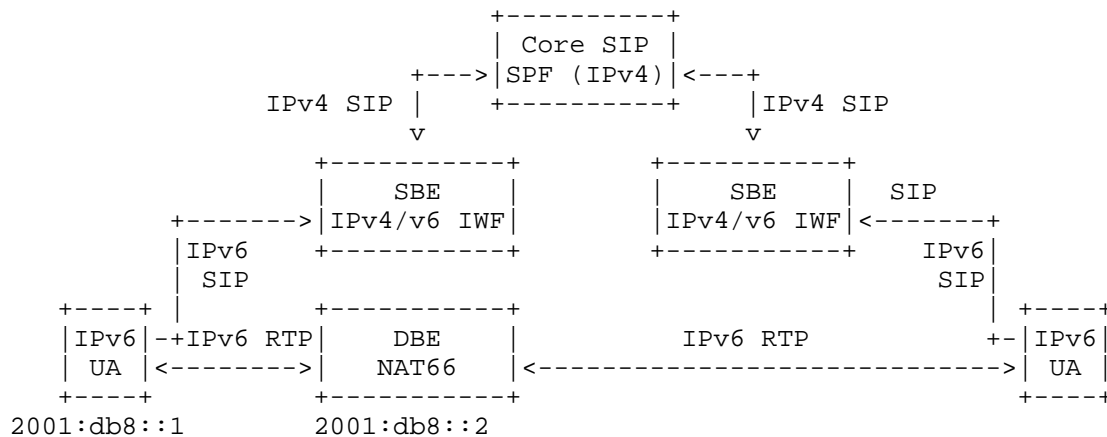 Core SIP
SPF (IPv4)
IPv4 SIP IPv4 SIP
SBE SBE SIP
IPv4/v6 IWF IPv4/v6 IWF
IPv6 IPv6
SIP SIP
IPv6 IPv6 RTP DBE IPv6 RTP IPv6
UA NAT66 UA
2001:db8::1 2001:db8::2